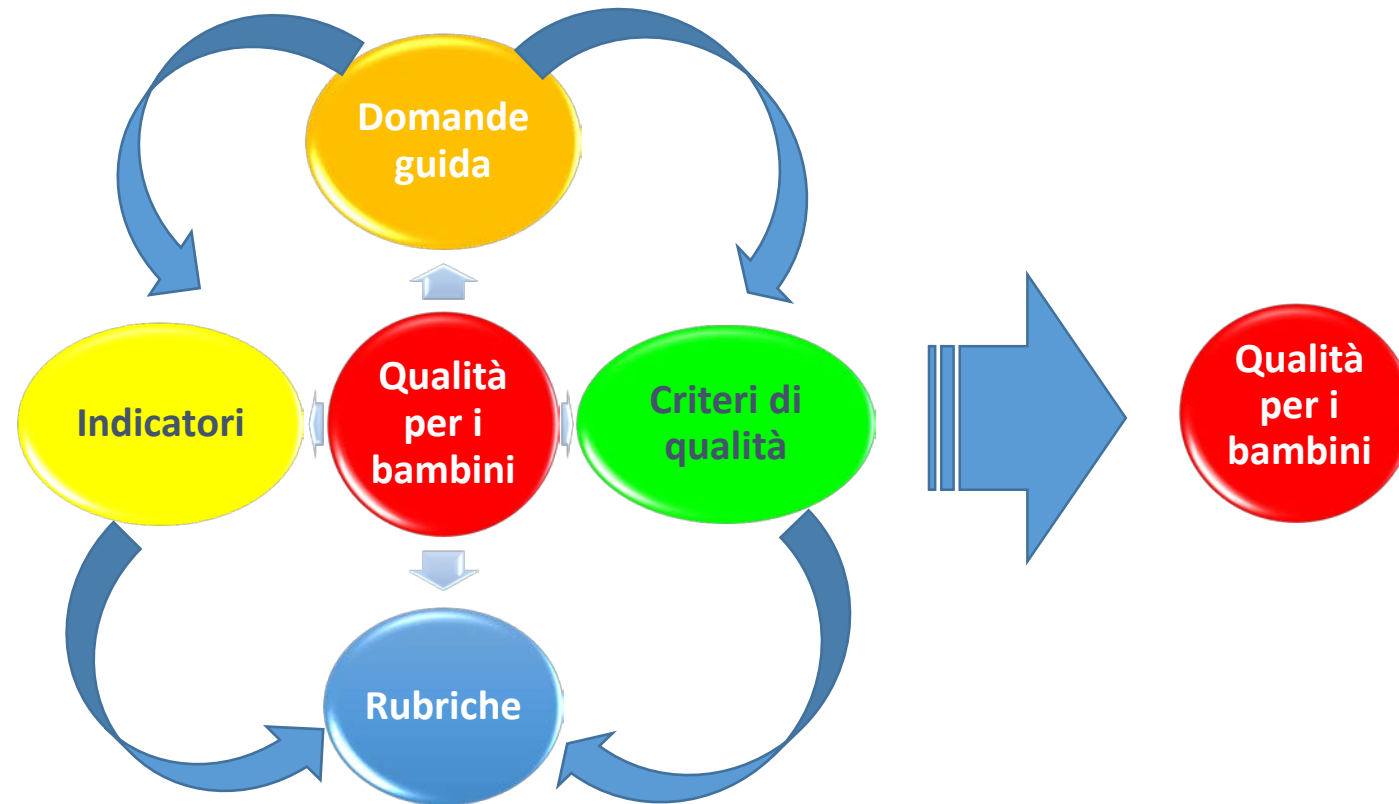 Domande
guida
Indicatori
Qualità
per i
bambini
Criteri di
qualità
Rubriche
Qualità
per i
bambini